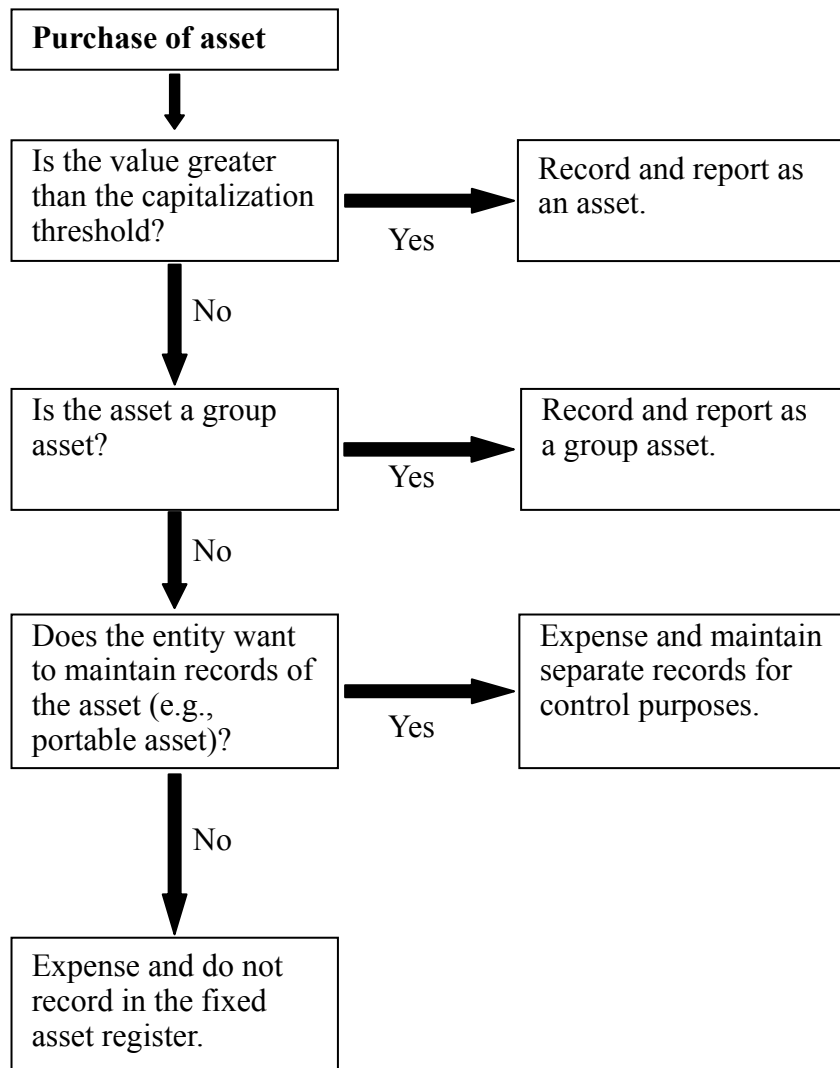 Purchase of asset
Is the value greater
than the capitalization
threshold?
Yes
Record and report as
an asset.
No
Is the asset a group
asset?
Yes
Record and report as
a group asset.
No
Does the entity want
to maintain records of
the asset (e.g.,
portable asset)?
Yes
Expense and maintain
separate records for
control purposes.
No
Expense and do not
record in the fixed
asset register.